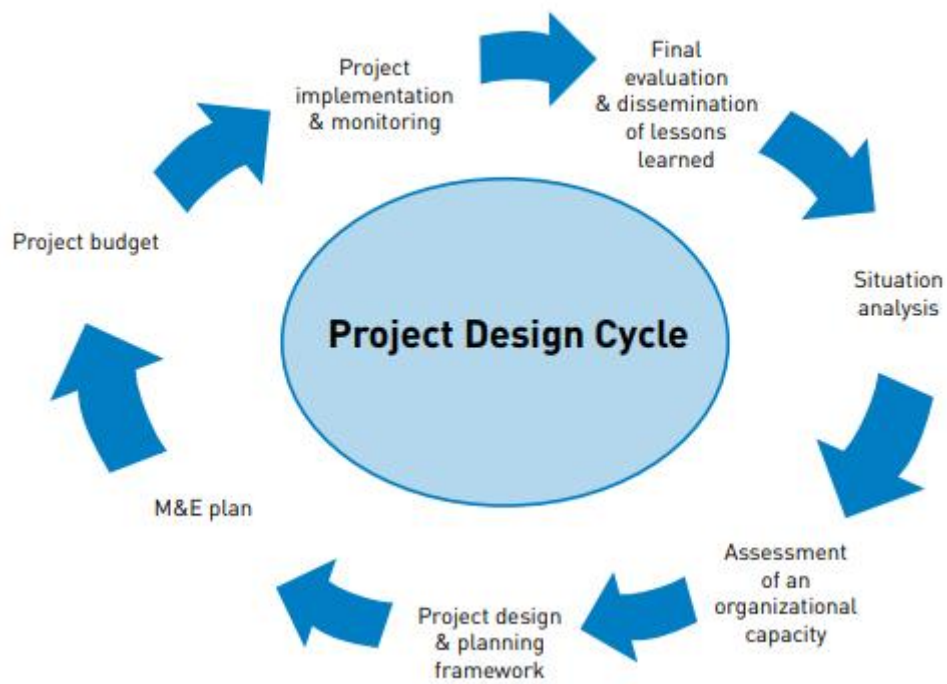 Project
implementation
& monitoring
Final
evaluation
& dissemination
of lessons
learned
Project budget
Situation
analysis
Project Design Cycle
M&E plan
Assessment
of an
organizational
capacity
Project design
& planning
framework